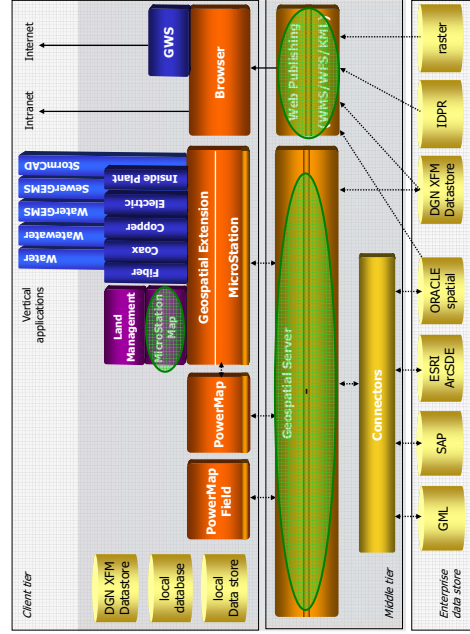 Client tier
Vertical
applications
Intranet
Internet
Water
Watewater
WaterGEMS
SewerGEMS
StormCAD
Fiber
Coax
Copper
Electric
Inside Plant
Land
Management
MicroStation
Map
GWS
DGN XFM
Datastore
local
database
local
Data store
PowerMap
Field
PowerMap
Geospatial Extension
MicroStation
Browser
Geospatial Server
Web Publishing
(WMS/WFS/KML)
Middle tier
Connectors
Enterprise
data store
GML
SAP
ESRI
ArcSDE
ORACLE
spatial
DGN XFM
Datastore
IDPR
raster